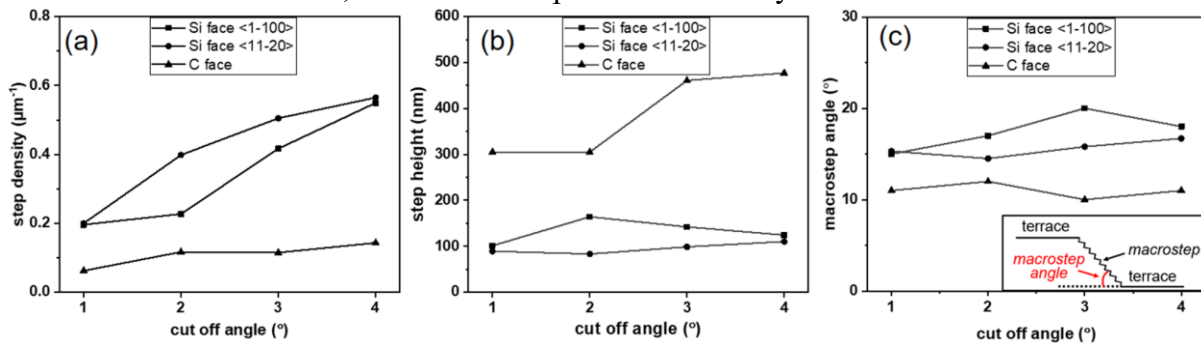 (a)
Si face <1-100>
Si face <11-20>
C face
step density (µm⁻¹)
0.8
0.6
0.4
0.2
0.0
1 2 3 4
cut off angle (°)
(b)
Si face <1-100>
Si face <11-20>
C face
step height (nm)
600
500
400
300
200
100
0
1 2 3 4
cut off angle (°)
(c)
Si face <1-100>
Si face <11-20>
C face
macrostep angle (°)
30
20
10
0
terrace
macrostep
macrostep
angle
terrace
1 2 3 4
cut off angle (°)